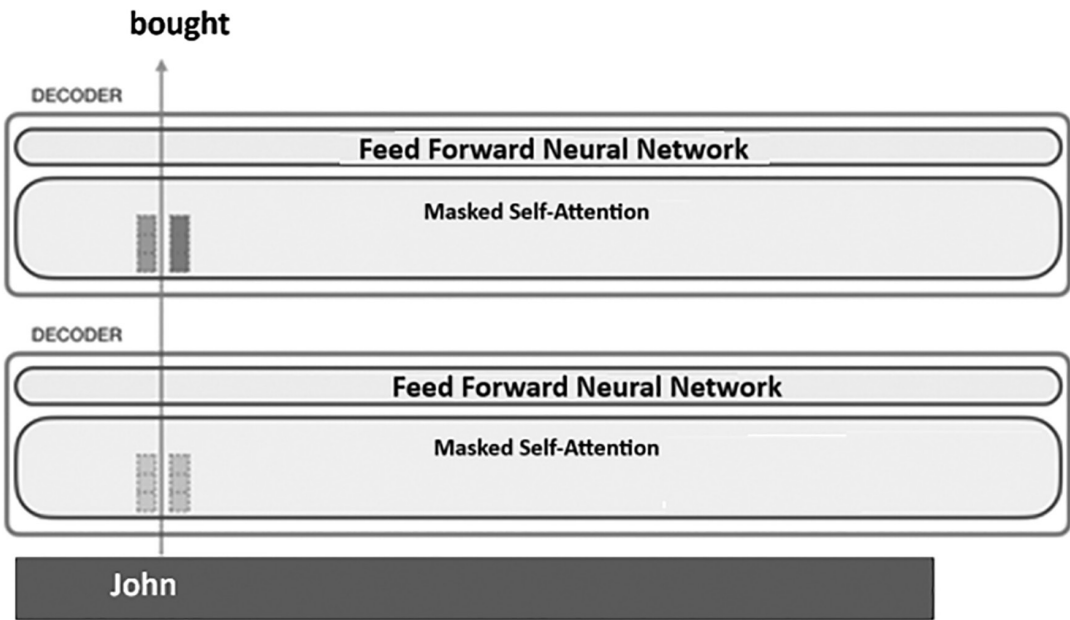 bought
DECODER
Feed Forward Neural Network
Masked Self-Attention
DECODER
Feed Forward Neural Network
Masked Self-Attention
John